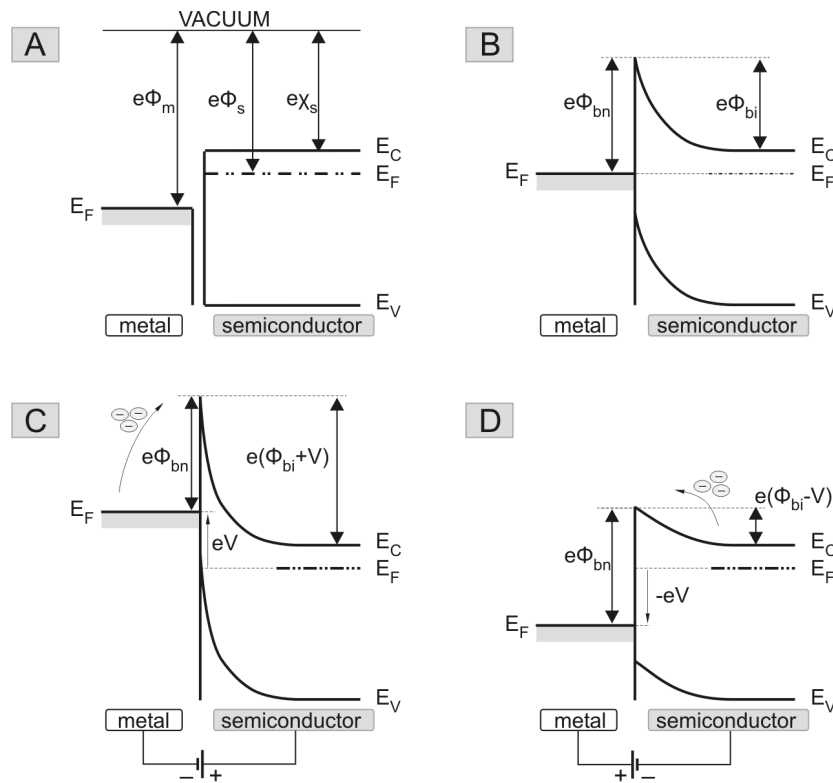 A
VACUUM
eΦm
eΦs
eχs
EC
EF
EF
EV
metal
semiconductor
B
eΦbn
eΦbi
EC
EF
EF
EV
metal
semiconductor
C
eΦbn
e(Φbi+V)
EF
eV
EC
EF
EV
metal
semiconductor
− +
D
e(Φbi-V)
eΦbn
EC
EF
-eV
EF
EV
metal
semiconductor
+ −